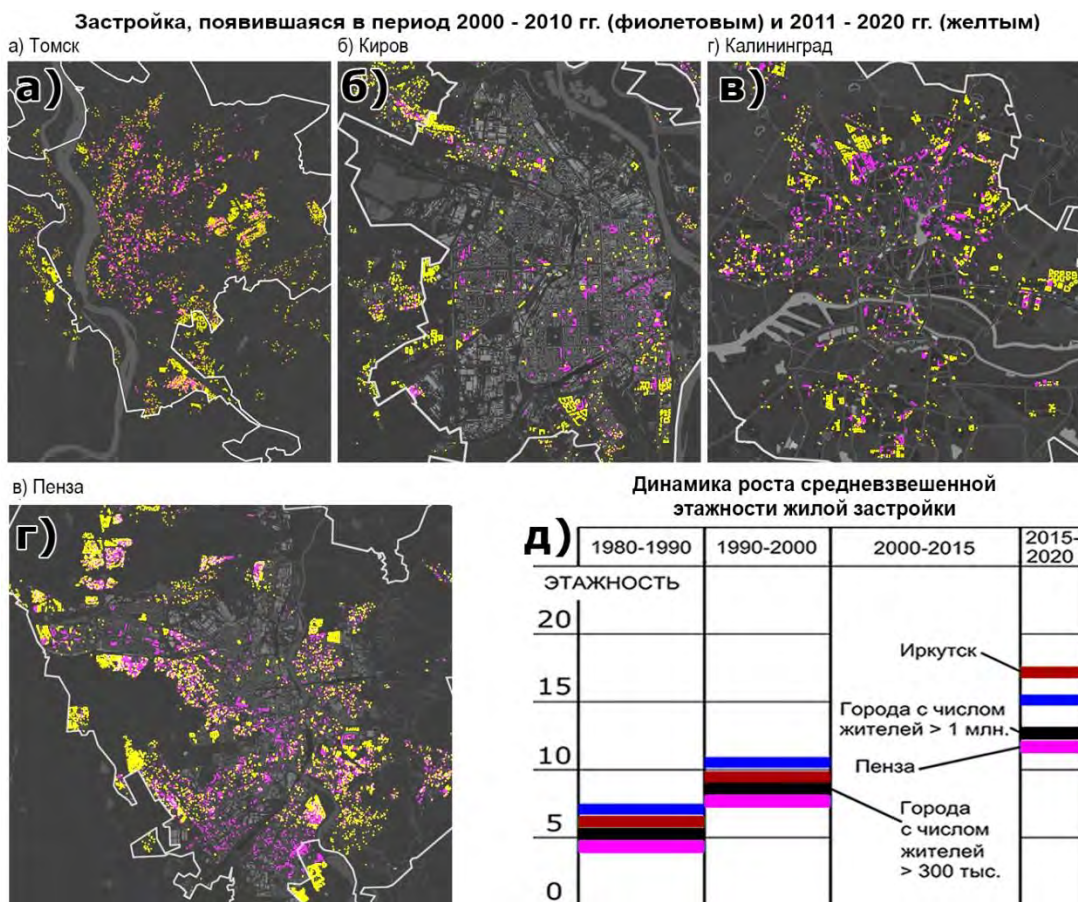 Застройка, появившаяся в период 2000 - 2010 гг. (фиолетовым) и 2011 - 2020 гг. (желтым)
а) Томск
б) Киров
г) Калининград
а)
б)
в)
в) Пенза
г)
Динамика роста средневзвешенной
этажности жилой застройки
д)
1980-1990
1990-2000
2000-2015
2015-
2020
ЭТАЖНОСТЬ
20
15
10
5
0
Иркутск
Города с числом
жителей > 1 млн.
Пенза
Города
с числом
жителей
> 300 тыс.